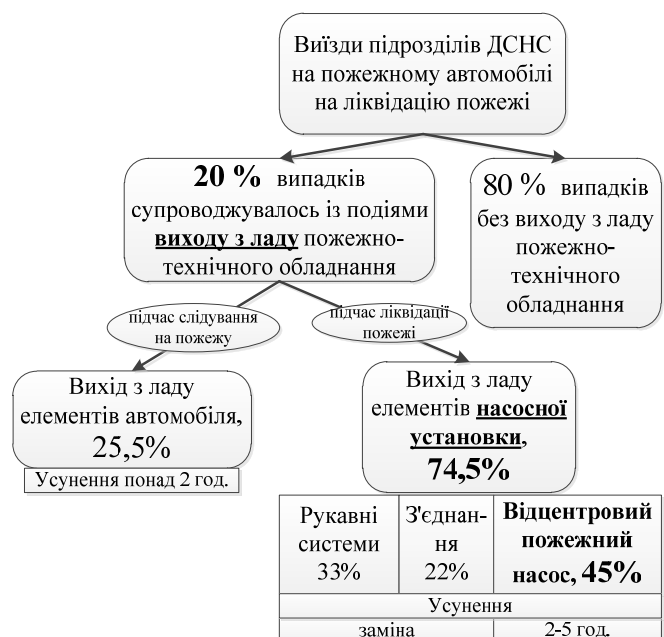 Виїзди підрозділів ДСНС
на пожежному автомобілі
на ліквідацію пожежі
20 % випадків
супроводжувалось із подіями
виходу з ладу пожежно-
технічного обладнання
80 % випадків
без виходу з ладу
пожежно-
технічного
обладнання
підчас слідування
на пожежу
підчас ліквідації
пожежі
Вихід з ладу
елементів автомобіля,
25,5%
Усунення понад 2 год.
Вихід з ладу
елементів насосної
установки,
74,5%
Рукавні
системи
33%
З'єднан-
ня
22%
Відцентровий
пожежний
насос, 45%
Усунення
заміна
2-5 год.